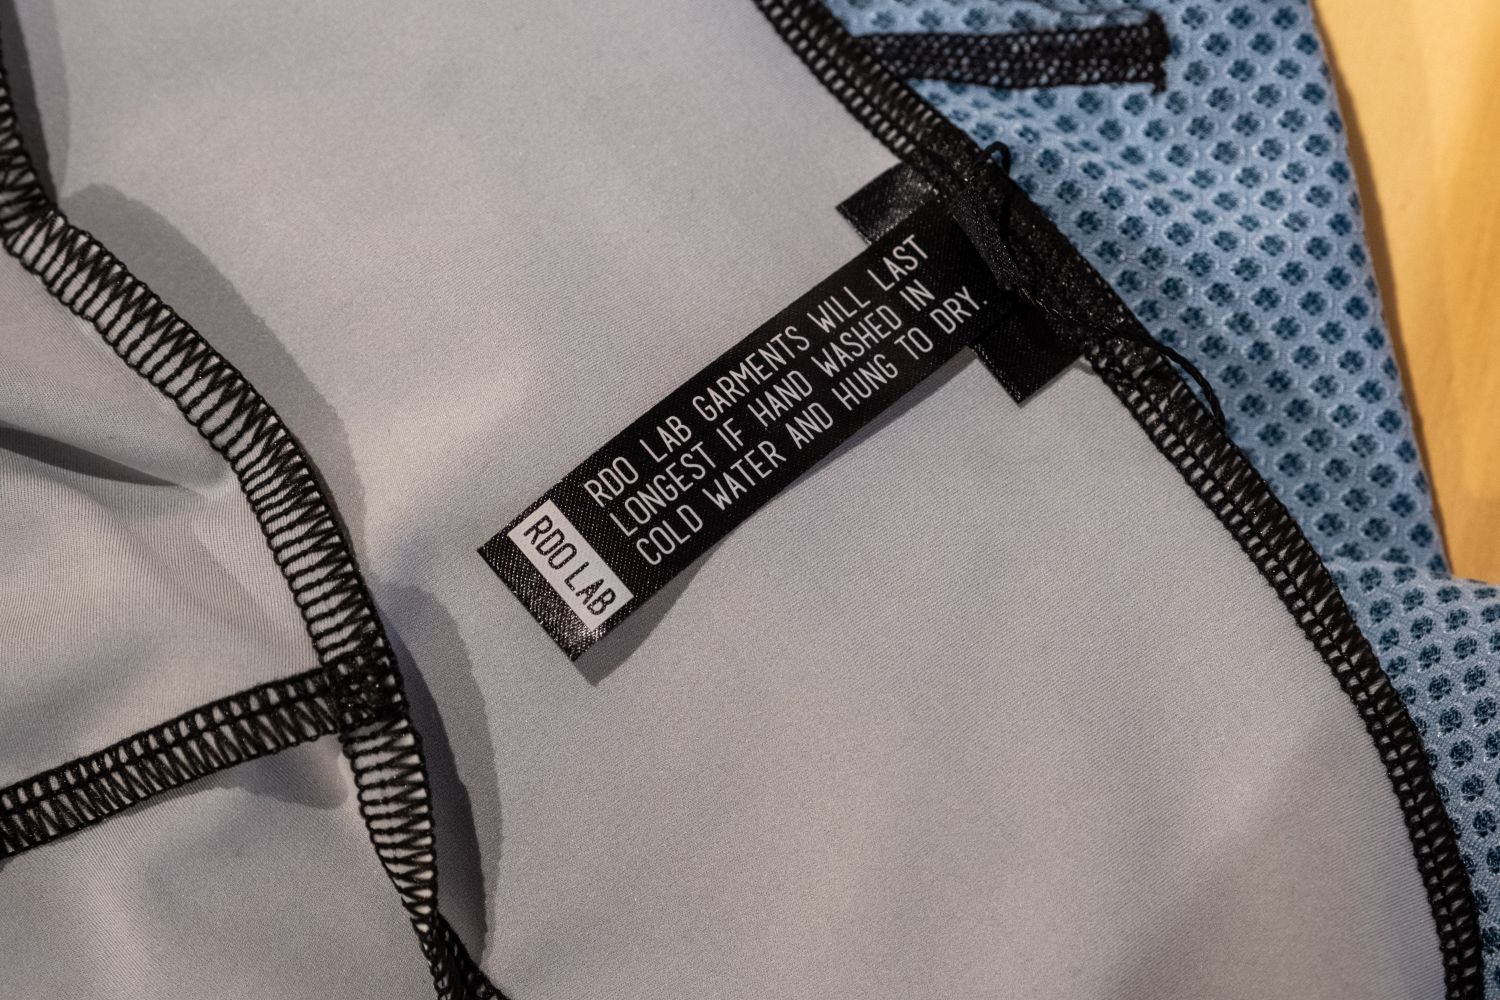 RDO LAB GARMENTS WILL LAST
LONGEST IF HAND WASHED IN
COLD WATER AND HUNG TO DRY.
RDO LAB